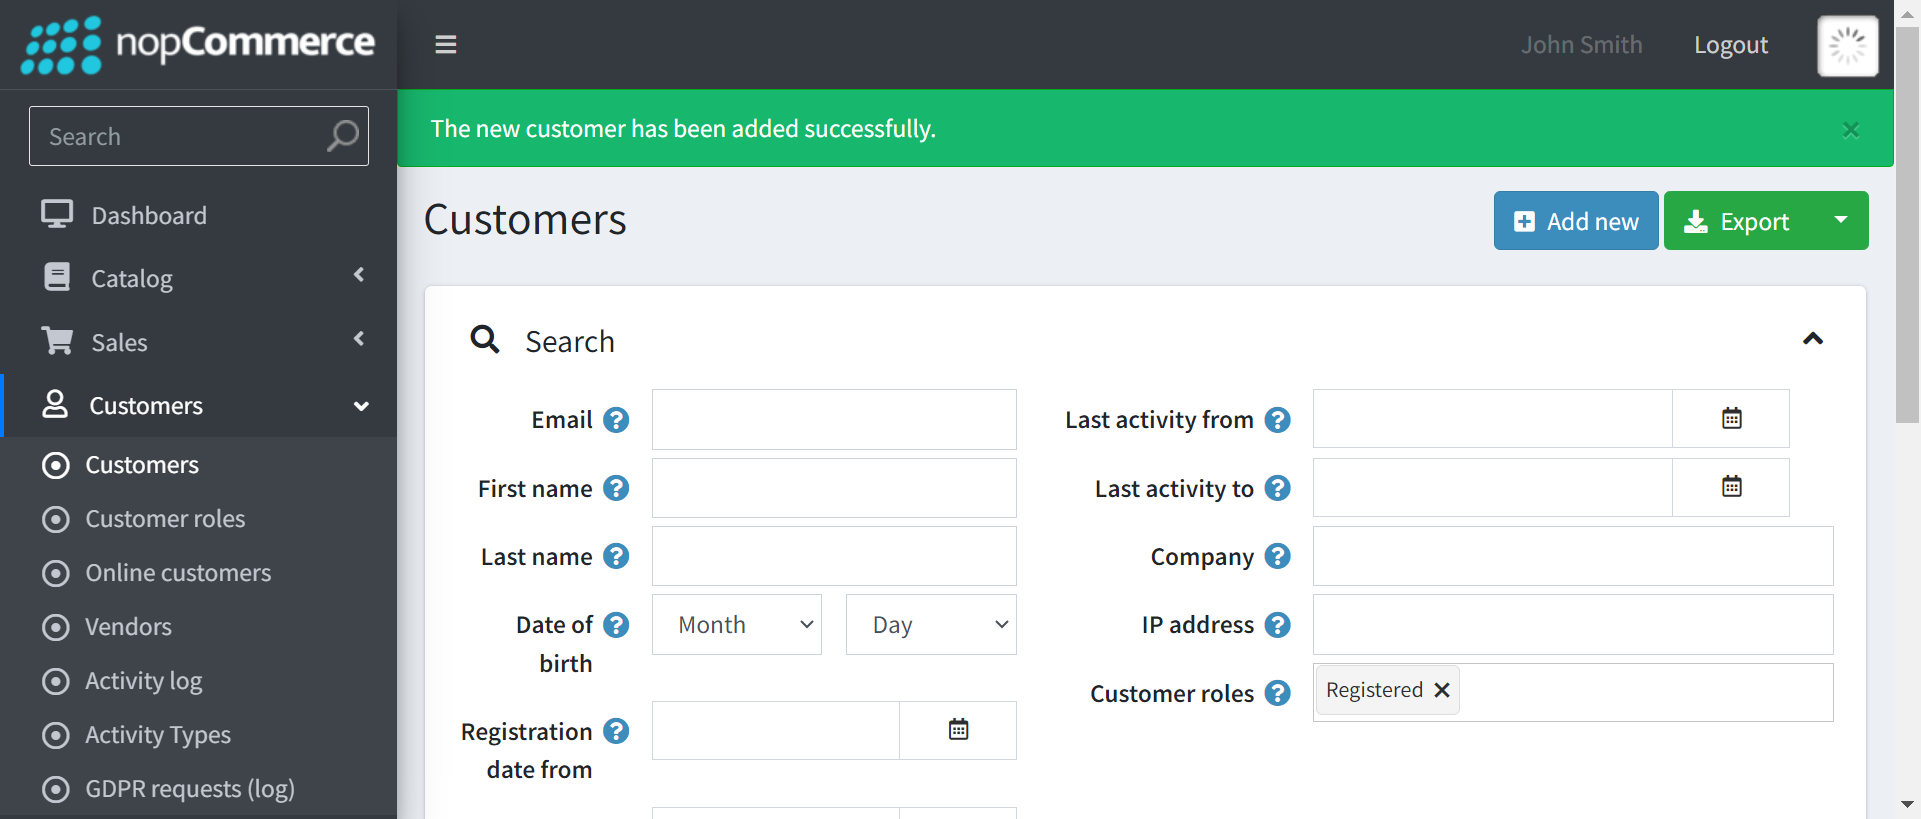 nopCommerce
John Smith
Logout
Search
The new customer has been added successfully.
×
Dashboard
Catalog
Sales
Customers
Customers
Customer roles
Online customers
Vendors
Activity log
Activity Types
GDPR requests (log)
Customers
Add new
Export
Search
Email
First name
Last name
Date of
birth
Month
Day
Registration
date from
Last activity from
Last activity to
Company
IP address
Customer roles
Registered ×